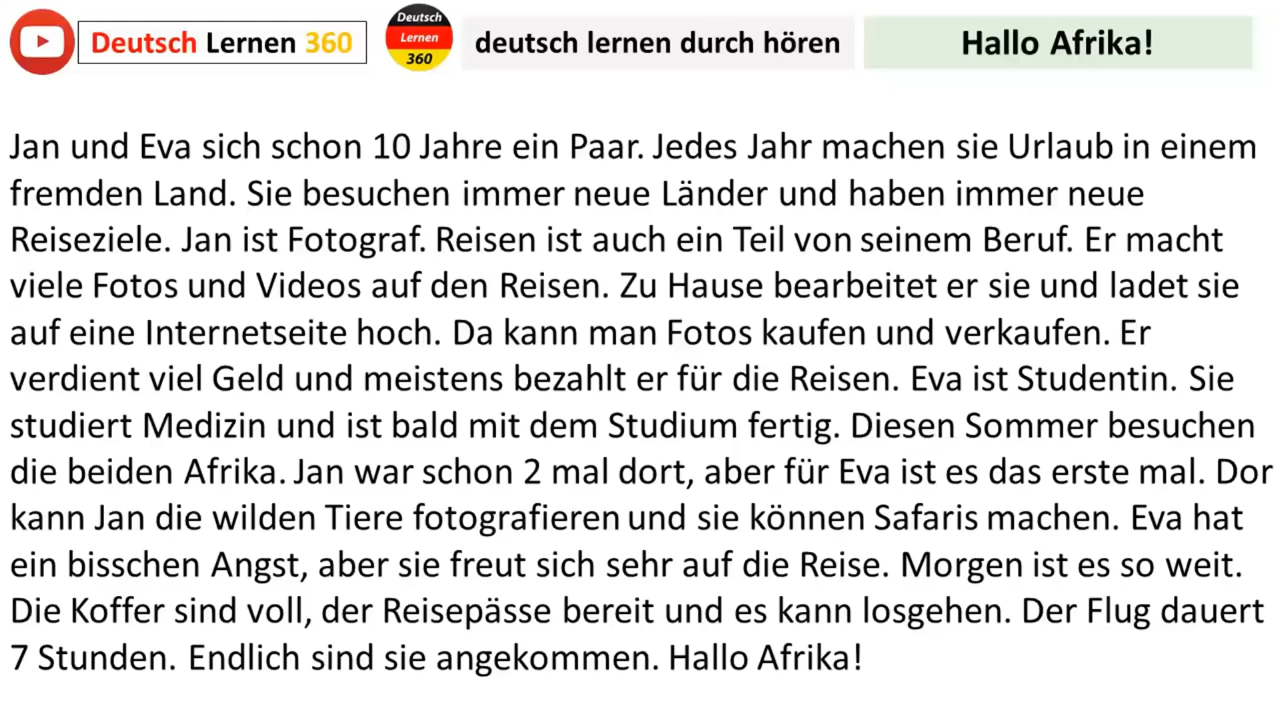 Deutsch Lernen 360
Deutsch
Lernen
360
deutsch lernen durch hören
Hallo Afrika!
Jan und Eva sich schon 10 Jahre ein Paar. Jedes Jahr machen sie Urlaub in einem
fremden Land. Sie besuchen immer neue Länder und haben immer neue
Reiseziele. Jan ist Fotograf. Reisen ist auch ein Teil von seinem Beruf. Er macht
viele Fotos und Videos auf den Reisen. Zu Hause bearbeitet er sie und ladet sie
auf eine Internetseite hoch. Da kann man Fotos kaufen und verkaufen. Er
verdient viel Geld und meistens bezahlt er für die Reisen. Eva ist Studentin. Sie
studiert Medizin und ist bald mit dem Studium fertig. Diesen Sommer besuchen
die beiden Afrika. Jan war schon 2 mal dort, aber für Eva ist es das erste mal. Dor
kann Jan die wilden Tiere fotografieren und sie können Safaris machen. Eva hat
ein bisschen Angst, aber sie freut sich sehr auf die Reise. Morgen ist es so weit.
Die Koffer sind voll, der Reisepässe bereit und es kann losgehen. Der Flug dauert
7 Stunden. Endlich sind sie angekommen. Hallo Afrika!